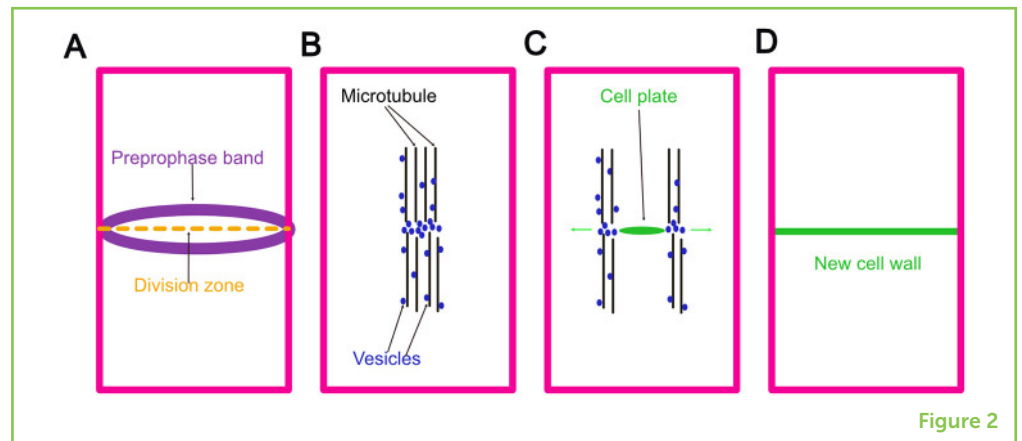 A
B
C
D
Preprophase band
Division zone
Microtubule
Vesicles
Cell plate
New cell wall
Figure 2